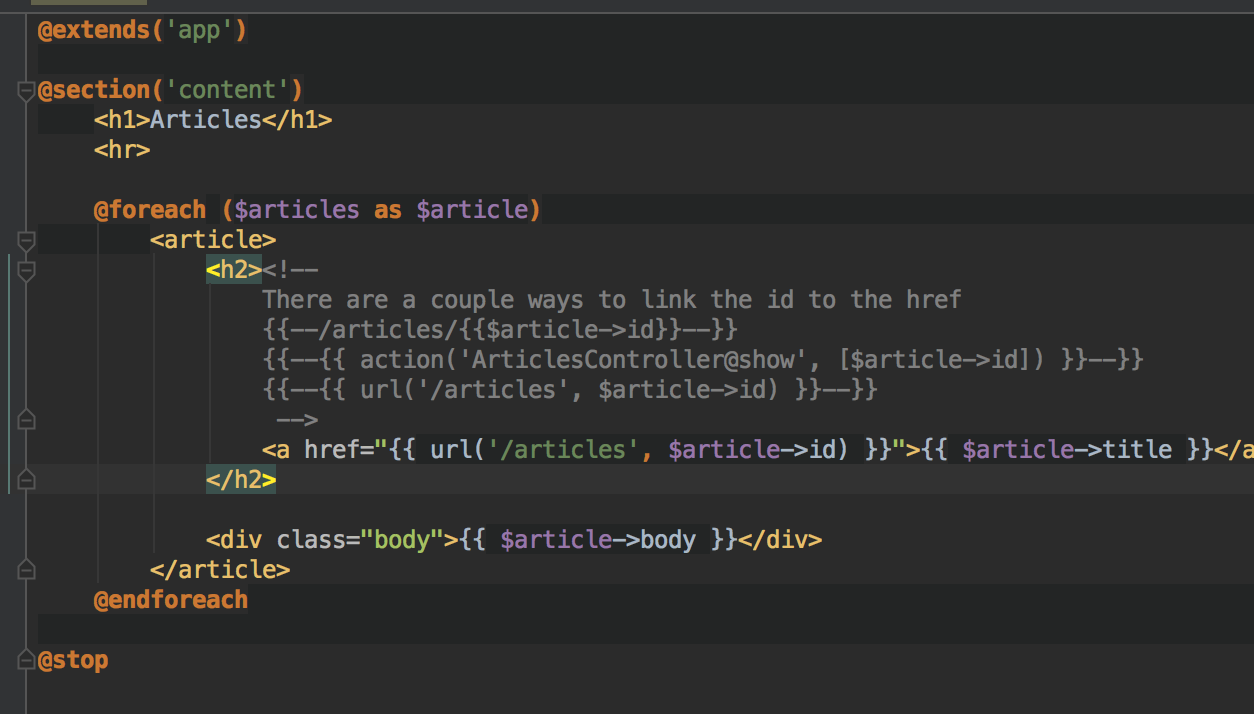 @extends('app')
@section('content')
<h1>Articles</h1>
<hr>
@foreach ($articles as $article)
<article>
<h2><!--
There are a couple ways to link the id to the href
{{--/articles/{{$article->id}}--}}
{{--{{ action('ArticlesController@show', [$article->id]) }}--}}
{{--{{ url('/articles', $article->id) }}--}}
-->
<a href="{{ url('/articles', $article->id) }}">{{ $article->title }}</a
</h2>
<div class="body">{{ $article->body }}</div>
</article>
@endforeach
@stop